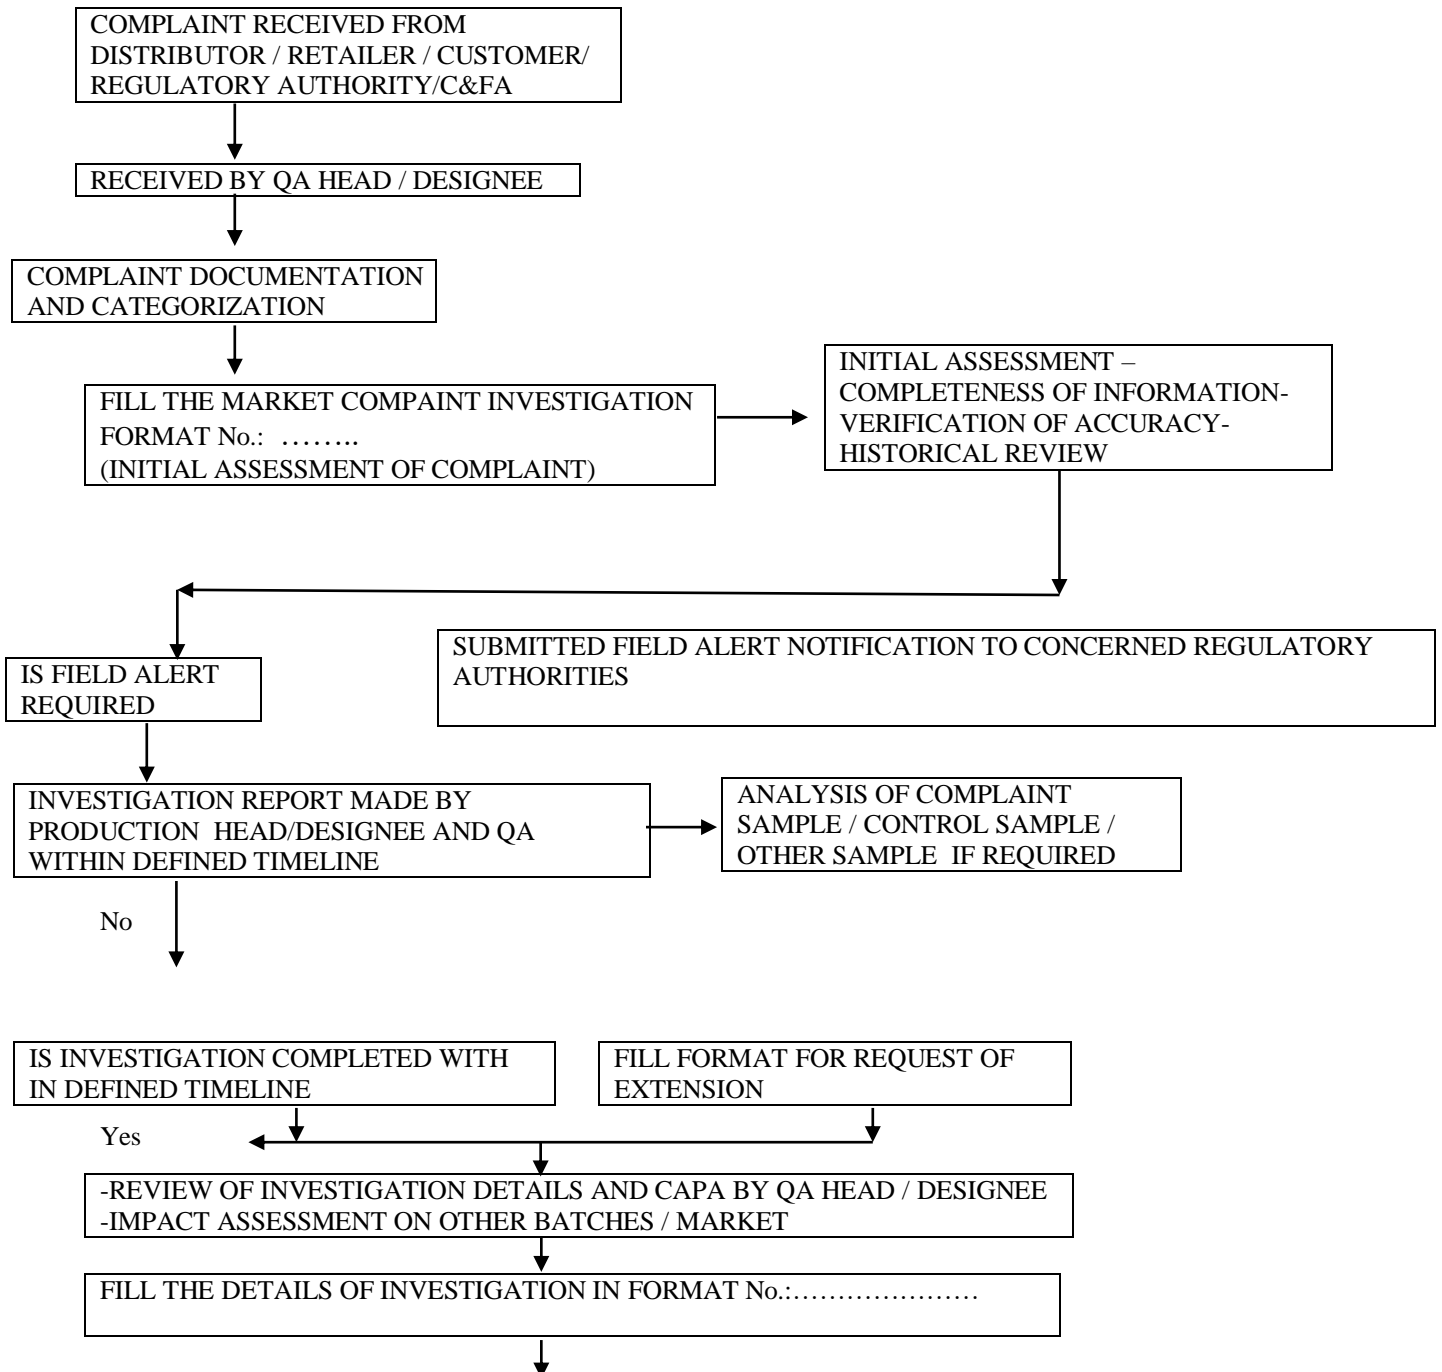 COMPLAINT RECEIVED FROM
DISTRIBUTOR / RETAILER / CUSTOMER/
REGULATORY AUTHORITY/C&FA
RECEIVED BY QA HEAD / DESIGNEE
COMPLAINT DOCUMENTATION
AND CATEGORIZATION
FILL THE MARKET COMPAINT INVESTIGATION
FORMAT No.: ……..
(INITIAL ASSESSMENT OF COMPLAINT)
INITIAL ASSESSMENT –
COMPLETENESS OF INFORMATION-
VERIFICATION OF ACCURACY-
HISTORICAL REVIEW
IS FIELD ALERT
REQUIRED
SUBMITTED FIELD ALERT NOTIFICATION TO CONCERNED REGULATORY
AUTHORITIES
INVESTIGATION REPORT MADE BY
PRODUCTION HEAD/DESIGNEE AND QA
WITHIN DEFINED TIMELINE
ANALYSIS OF COMPLAINT
SAMPLE / CONTROL SAMPLE /
OTHER SAMPLE IF REQUIRED
No
IS INVESTIGATION COMPLETED WITH
IN DEFINED TIMELINE
FILL FORMAT FOR REQUEST OF
EXTENSION
Yes
-REVIEW OF INVESTIGATION DETAILS AND CAPA BY QA HEAD / DESIGNEE
-IMPACT ASSESSMENT ON OTHER BATCHES / MARKET
FILL THE DETAILS OF INVESTIGATION IN FORMAT No.:…………………